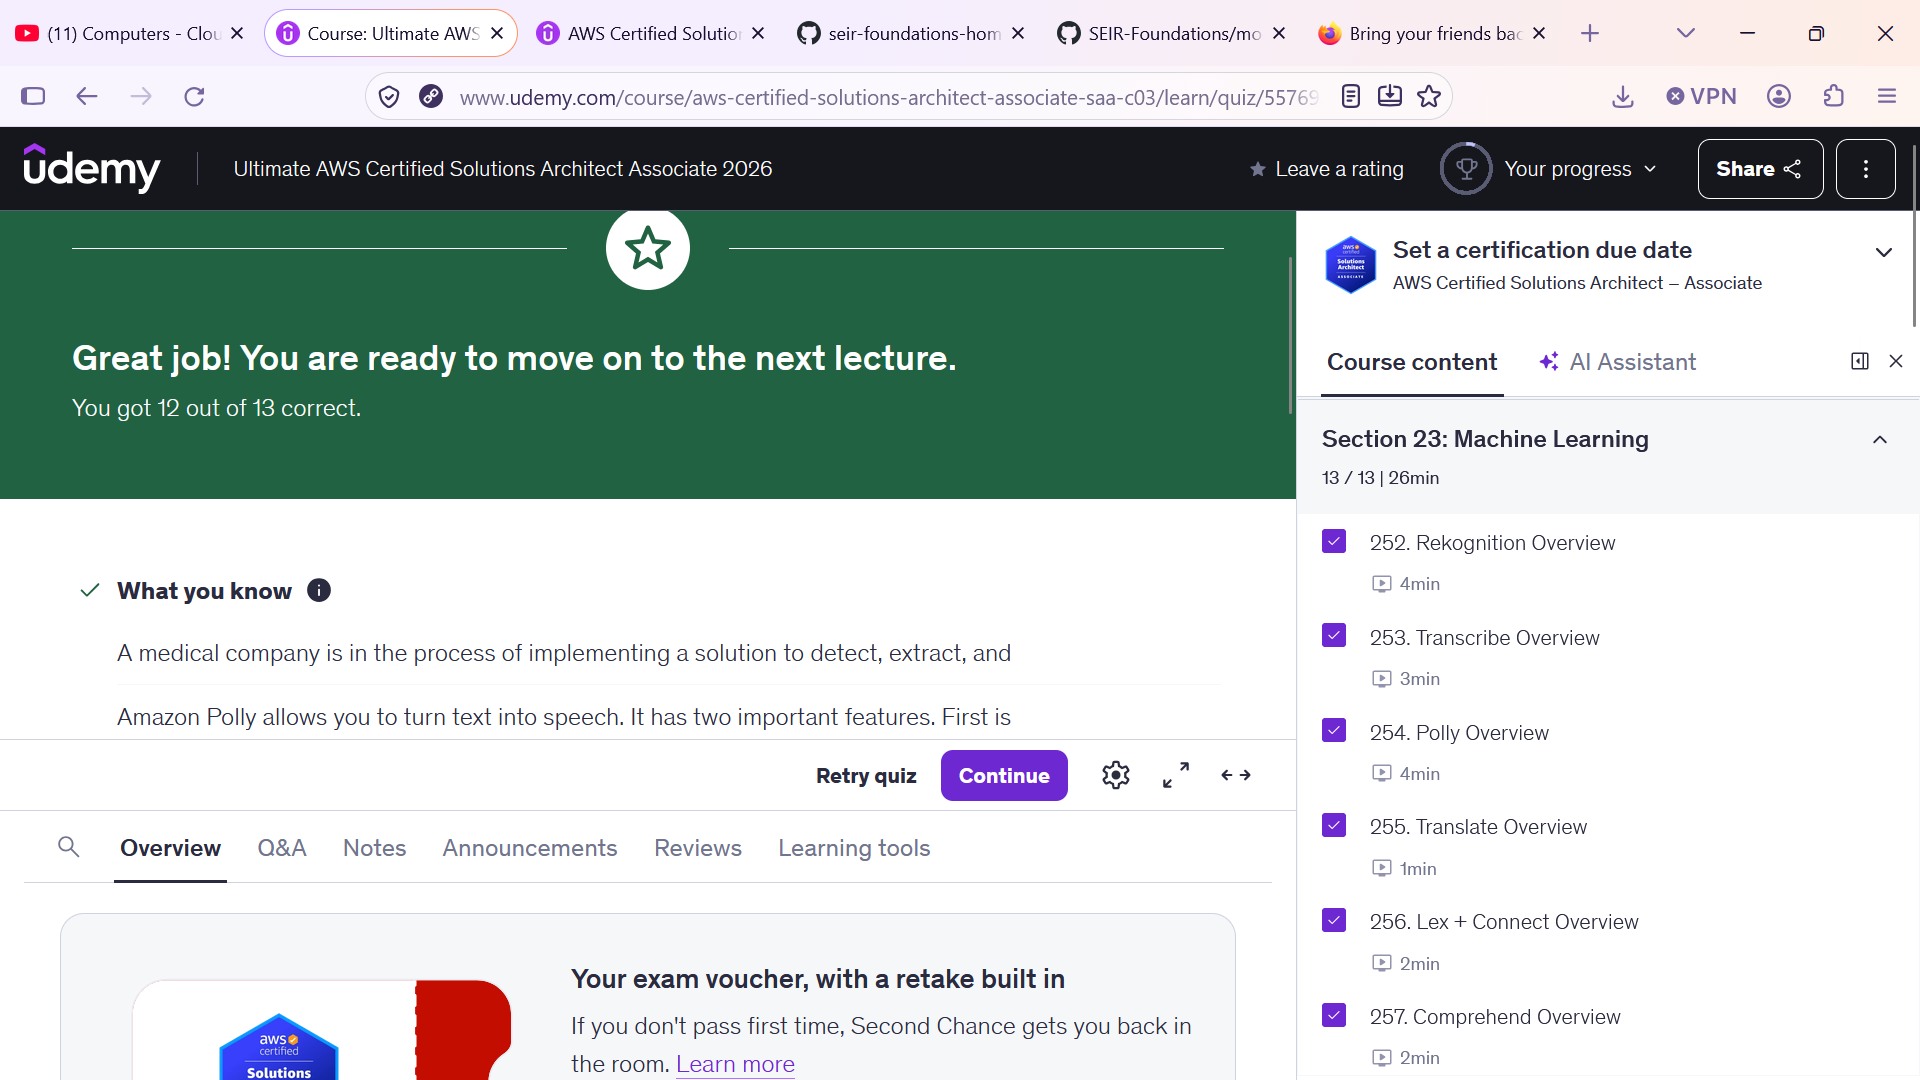 (11) Computers - Clou
Course: Ultimate AWS
AWS Certified Solution
seir-foundations-hom
SEIR-Foundations/mo
Bring your friends bac
www.udemy.com/course/aws-certified-solutions-architect-associate-saa-c03/learn/quiz/55769
VPN
udemy
Ultimate AWS Certified Solutions Architect Associate 2026
Leave a rating
Your progress
Share
Great job! You are ready to move on to the next lecture.
You got 12 out of 13 correct.
What you know
A medical company is in the process of implementing a solution to detect, extract, and
Amazon Polly allows you to turn text into speech. It has two important features. First is
Retry quiz
Continue
Overview
Q&A
Notes
Announcements
Reviews
Learning tools
aws
certified
Solutions
Your exam voucher, with a retake built in
If you don't pass first time, Second Chance gets you back in
the room. Learn more
aws
certified
Solutions
Architect
ASSOCIATE
Set a certification due date
AWS Certified Solutions Architect – Associate
Course content
AI Assistant
Section 23: Machine Learning
13 / 13 | 26min
252. Rekognition Overview
4min
253. Transcribe Overview
3min
254. Polly Overview
4min
255. Translate Overview
1min
256. Lex + Connect Overview
2min
257. Comprehend Overview
2min